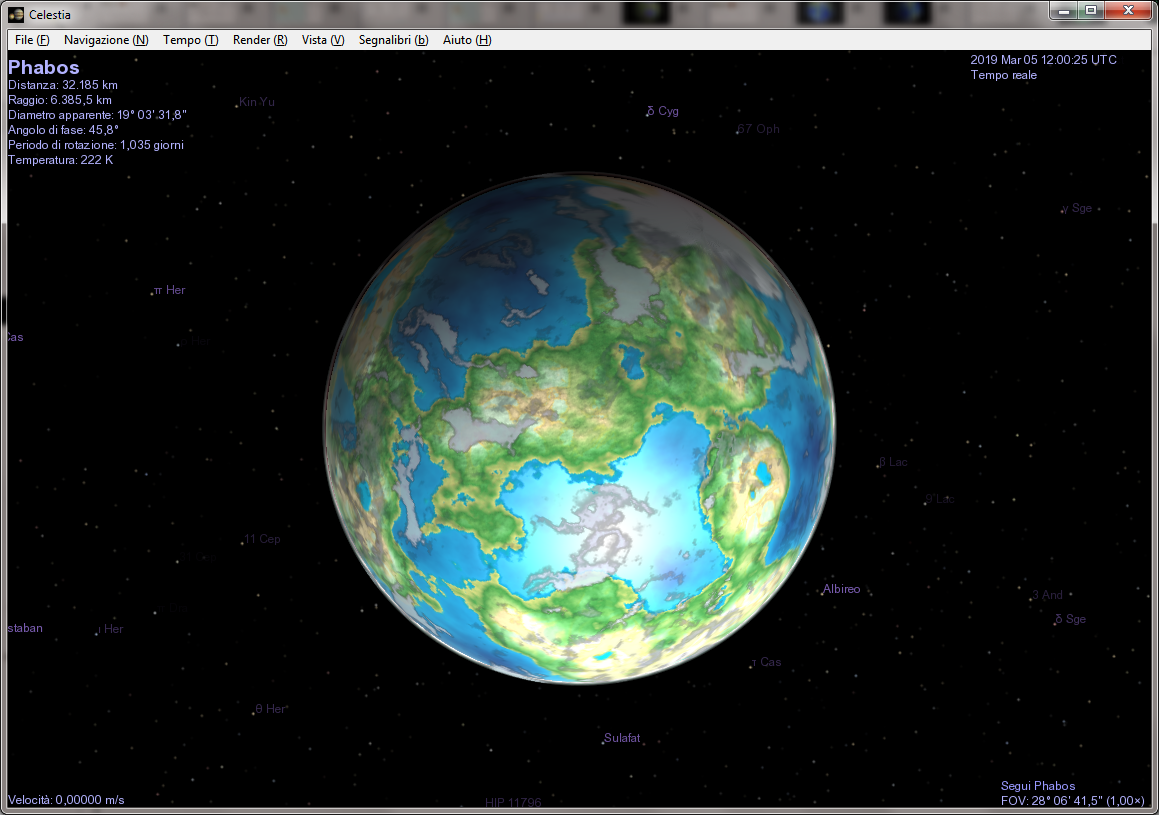 Celestia
File (F) Navigazione (N) Tempo (T) Render (R) Vista (V) Segnalibri (b) Aiuto (H)
Phabos
Distanza: 32.185 km
Raggio: 6.385,5 km
Diametro apparente: 19° 03' 31,8"
Angolo di fase: 45,8°
Periodo di rotazione: 1,035 giorni
Temperatura: 222 K
2019 Mar 05 12:00:25 UTC
Tempo reale
Kin Yu
δ Cyg
67 Oph
γ Sge
π Her
Cas
β Lac
9 Lac
11 Cep
Albireo
3 And
δ Sge
staban
ι Her
τ Cas
θ Her
Sulafat
HIP 11796
Velocità: 0,00000 m/s
Segui Phabos
FOV: 28° 06' 41,5" (1,00×)